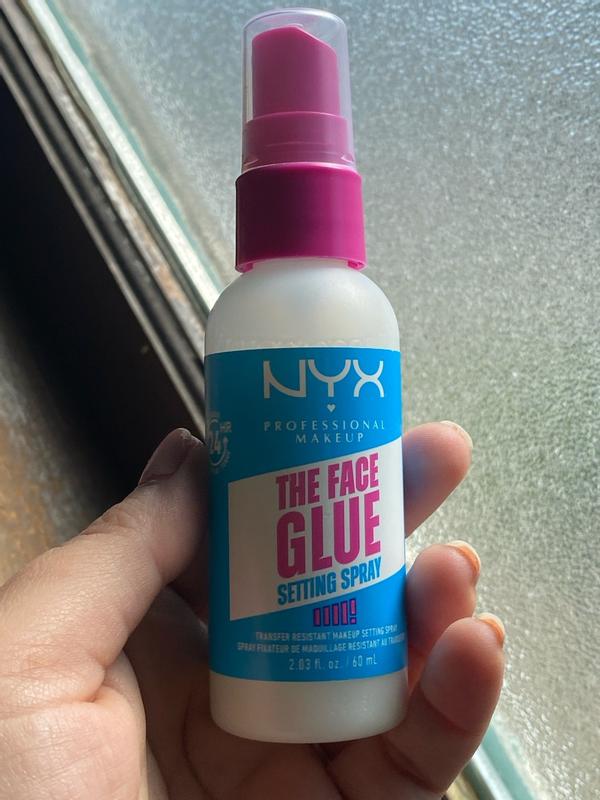 NYX
PROFESSIONAL
MAKEUP
24HR
THE FACE
GLUE
SETTING SPRAY
TRANSFER RESISTANT MAKEUP SETTING SPRAY
SPRAY FIXATEUR DE MAQUILLAGE RÉSISTANT AU
2.03 fl. oz. / 60 mL